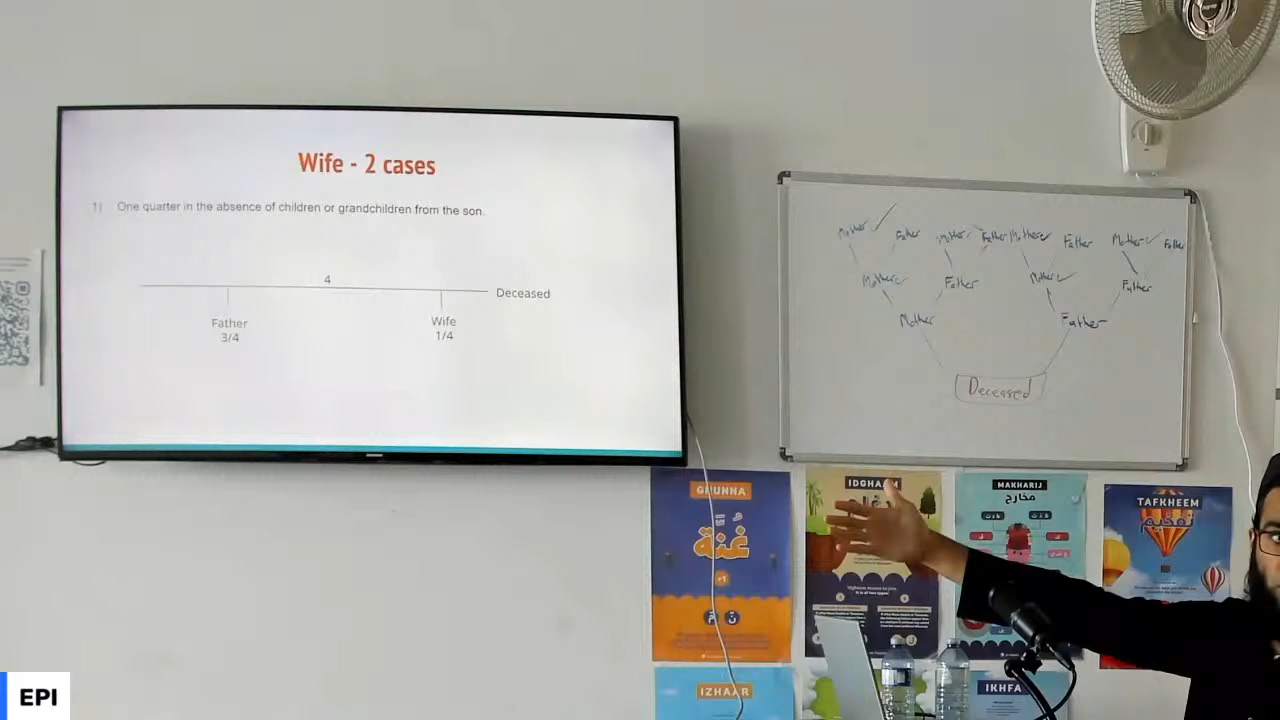 Wife - 2 cases
1) One quarter in the absence of children or grandchildren from the son.
4
Deceased
Father
3/4
Wife
1/4
Mother Father Mother Father Mother Father Mother Father
Mother Father Mother Father
Mother Father
Deceased
GHUNNA
غُنَّة
IDGHAAM
MAKHARIJ
مخارج
TAFKHEEM
تفخيم
IZHAAR
IKHFA
EPI